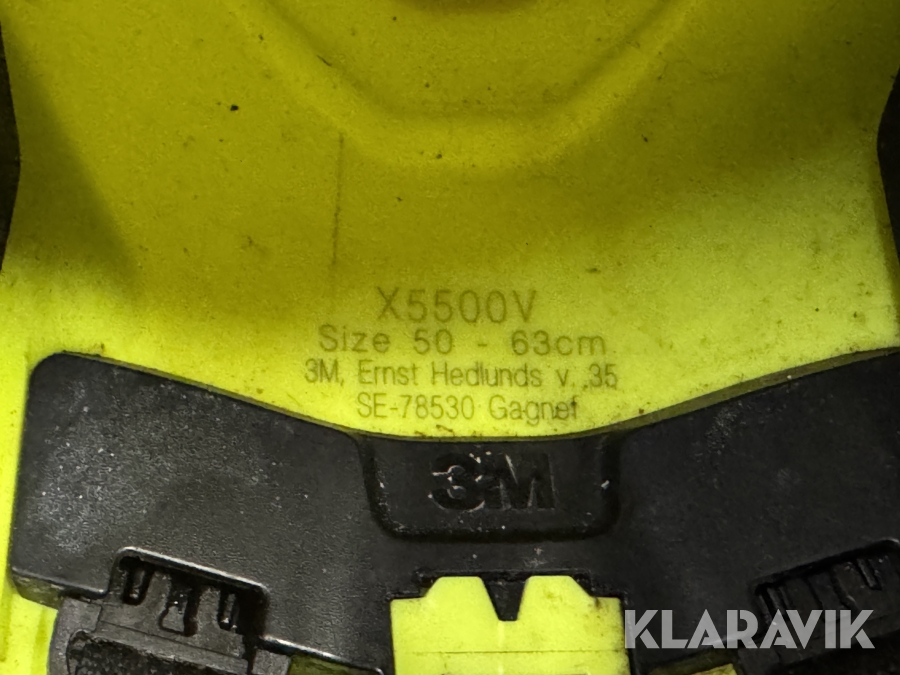 X5500V
Size 50 - 63cm
3M, Ernst Hedlunds v. 35
SE-78530 Gagnef
3M
KLARAVIK